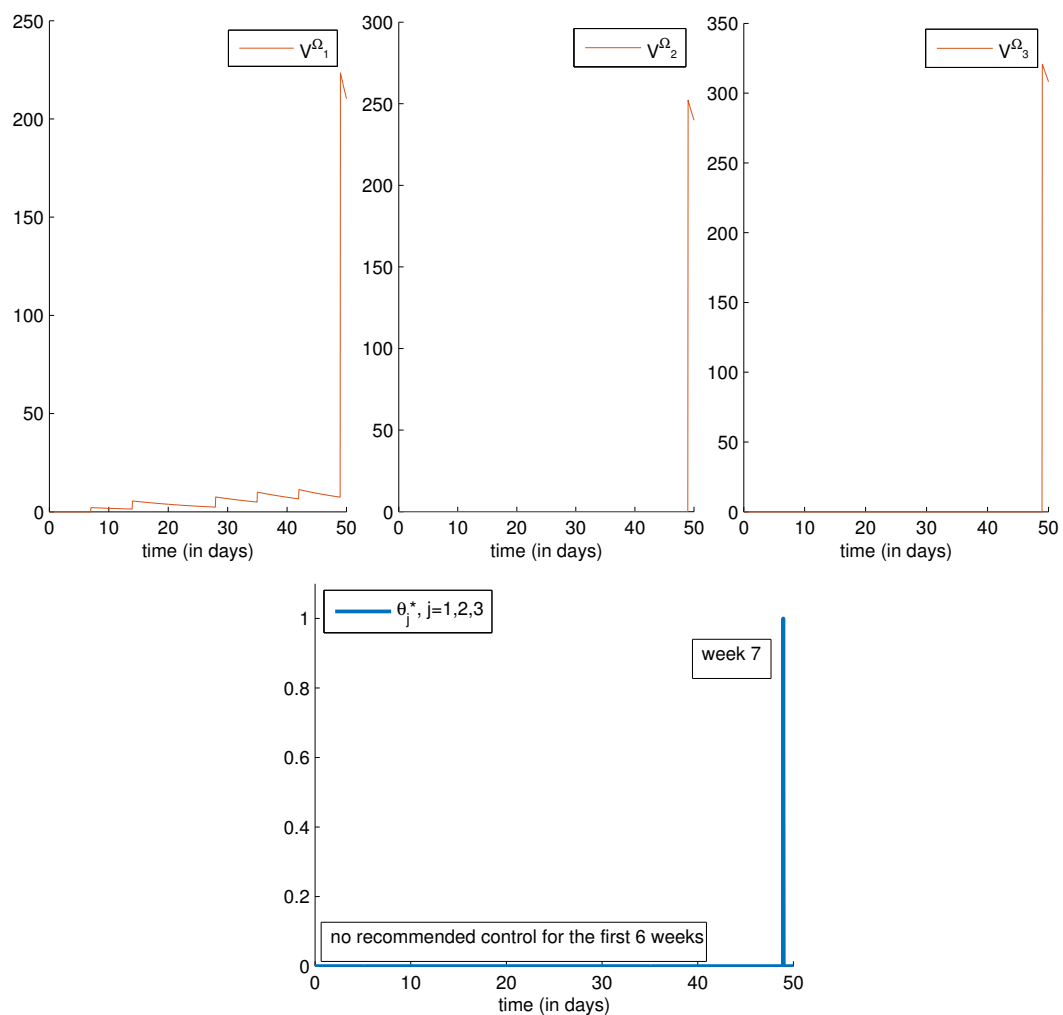 250
200
150
100
50
0
0 10 20 30 40 50
time (in days)
V^Ω_1
300
250
200
150
100
50
0
0 10 20 30 40 50
time (in days)
V^Ω_2
350
300
250
200
150
100
50
0
0 10 20 30 40 50
time (in days)
V^Ω_3
θ_j^*, j=1,2,3
week 7
no recommended control for the first 6 weeks
1
0.8
0.6
0.4
0.2
0
0 10 20 30 40 50
time (in days)